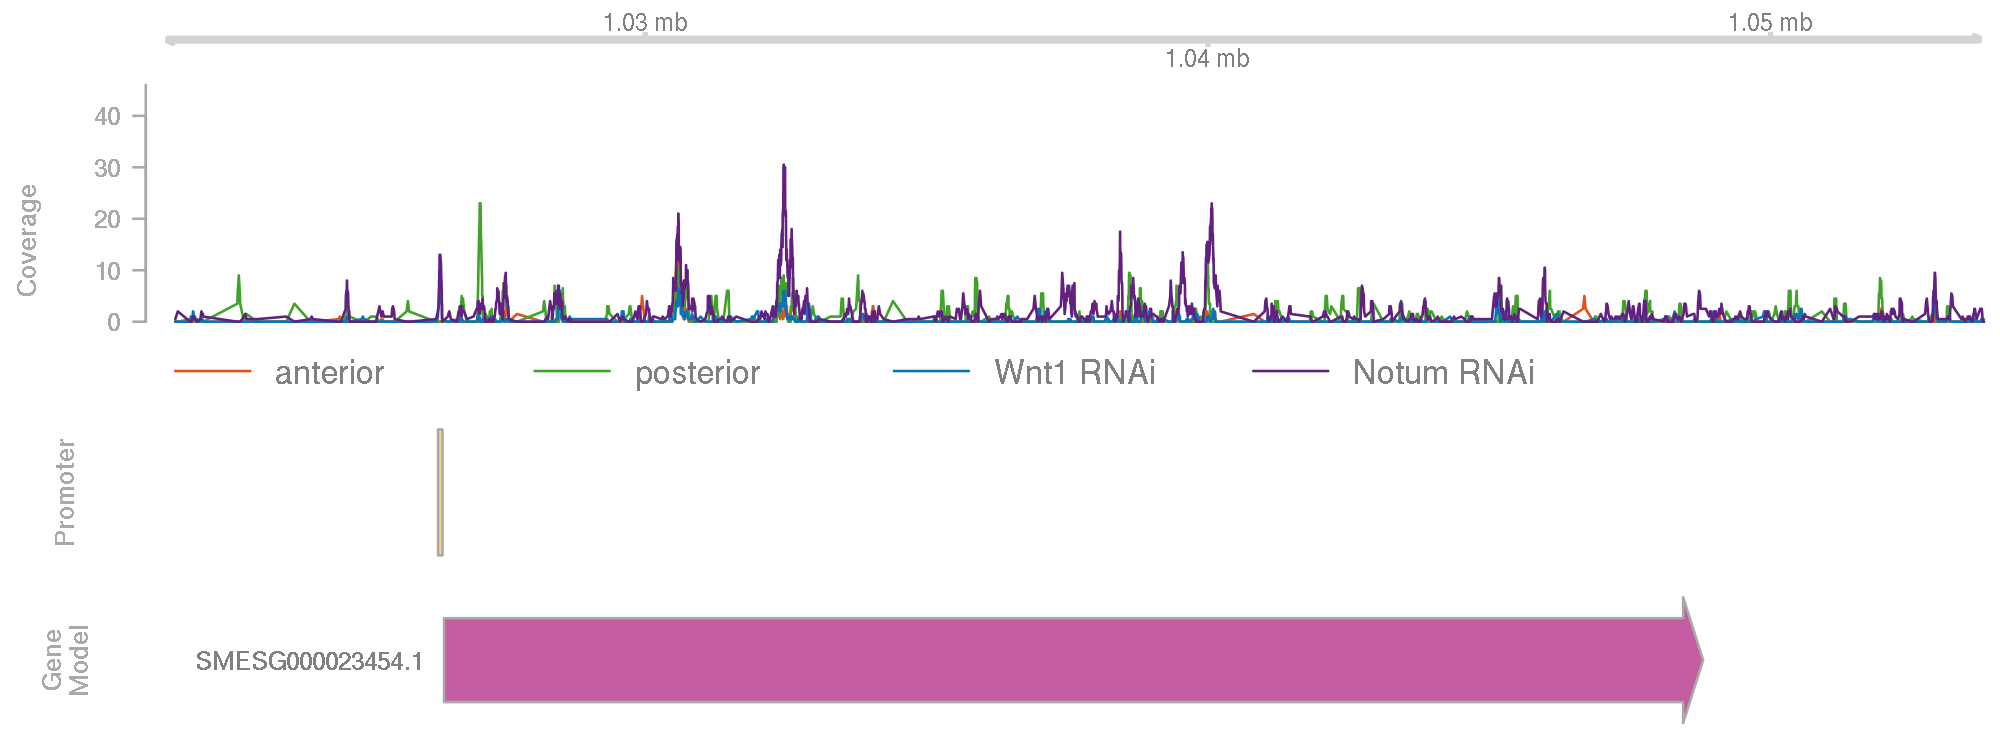 1.03 mb
1.05 mb
1.04 mb
Coverage
40
30
20
10
0
anterior
posterior
Wnt1 RNAi
Notum RNAi
Promoter
Gene
Model
SMESG000023454.1